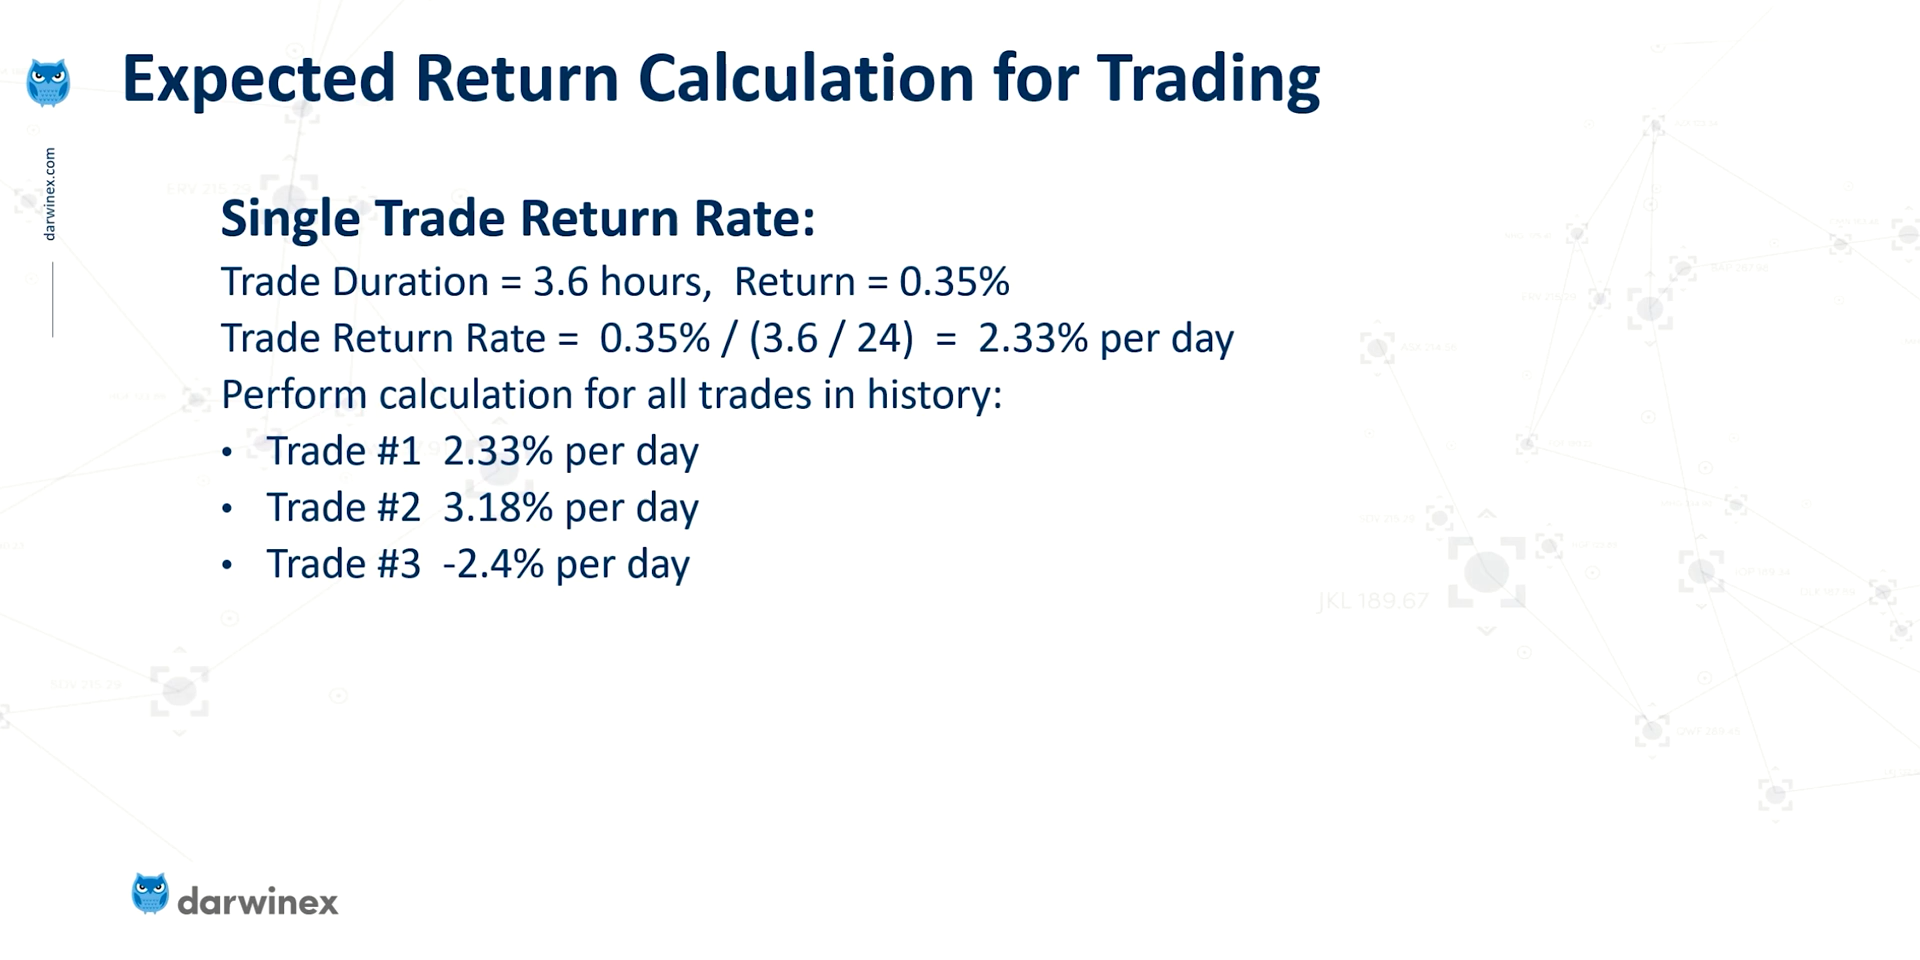 Expected Return Calculation for Trading
darwinex.com
ERV 215.29
Single Trade Return Rate:
Trade Duration = 3.6 hours,  Return = 0.35%
Trade Return Rate =  0.35% / (3.6 / 24)  =  2.33% per day
Perform calculation for all trades in history:
• Trade #1  2.33% per day
• Trade #2  3.18% per day
• Trade #3  -2.4% per day
JKL 189.67
darwinex